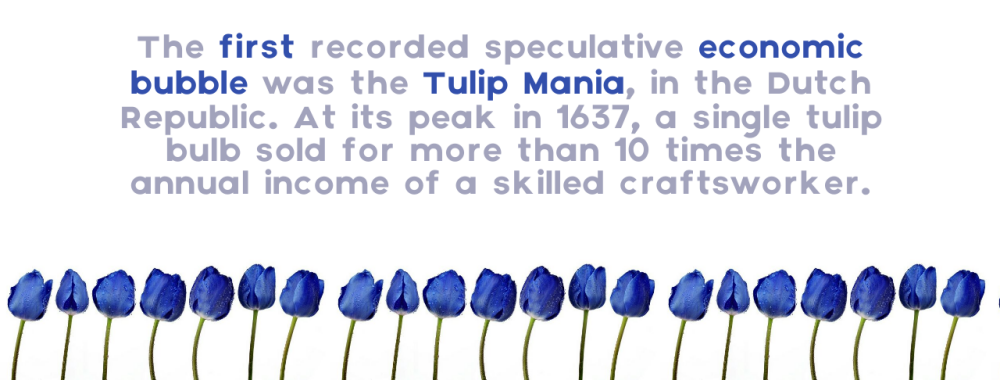 The first recorded speculative economic
bubble was the Tulip Mania, in the Dutch
Republic. At its peak in 1637, a single tulip
bulb sold for more than 10 times the
annual income of a skilled craftsworker.